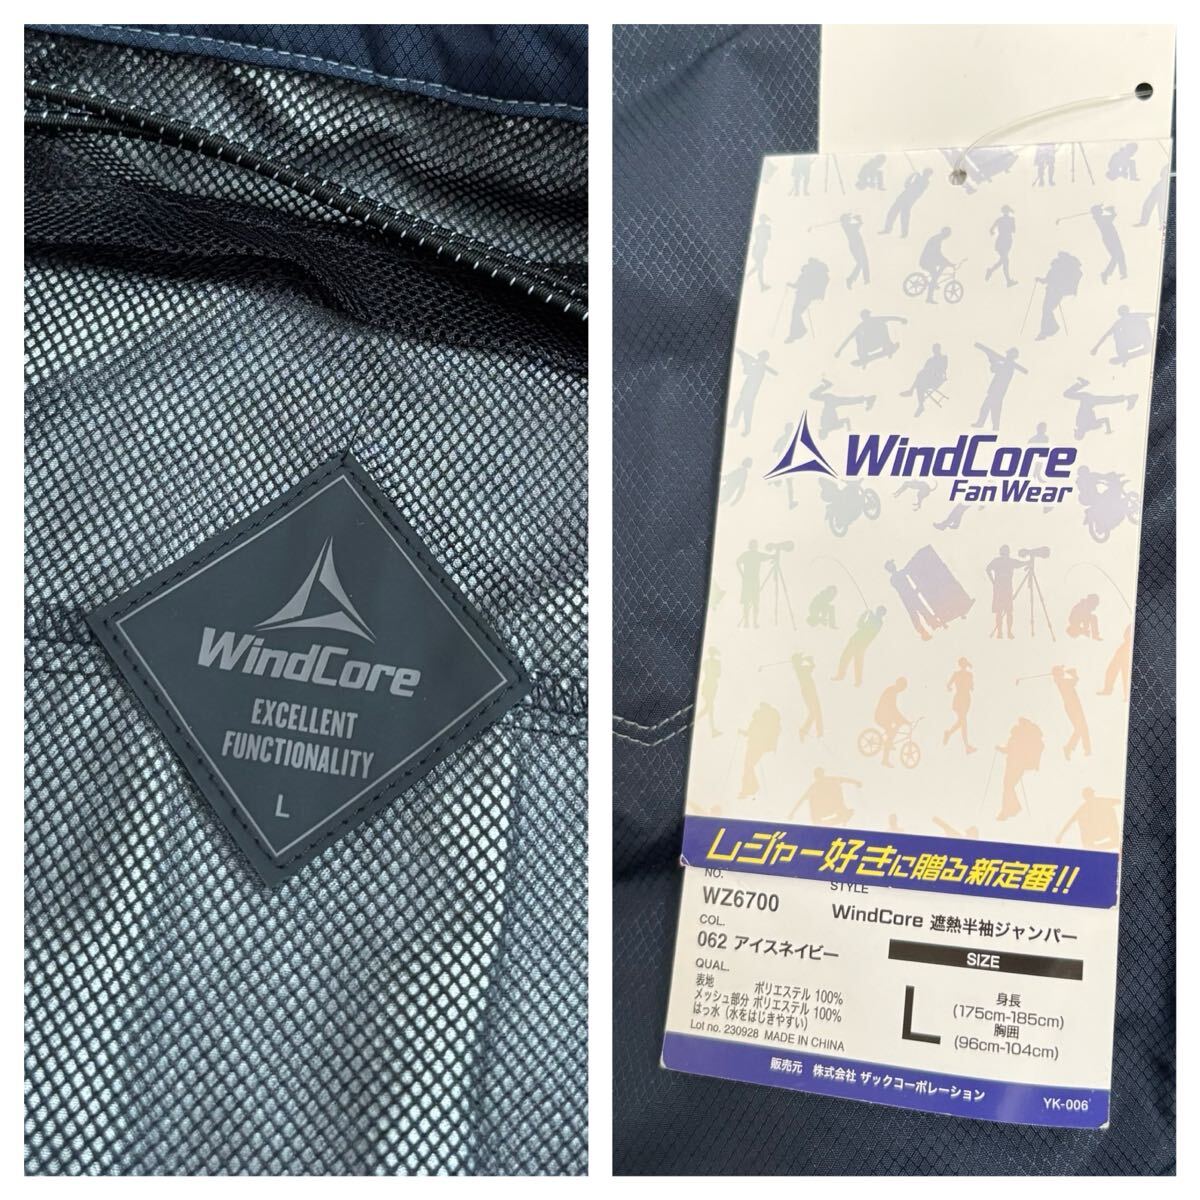 WindCore
EXCELLENT
FUNCTIONALITY
L
WindCore
Fan Wear
レジャー好きに贈る新定番!!
NO.
WZ6700
STYLE
WindCore 遮熱半袖ジャンパー
COL.
062 アイスネイビー
QUAL.
表地 ポリエステル 100%
メッシュ部分 ポリエステル 100%
はっ水（水をはじきやすい）
Lot no. 230928 MADE IN CHINA
SIZE
L
身長
(175cm-185cm)
胸囲
(96cm-104cm)
販売元 株式会社 ザックコーポレーション
YK-006